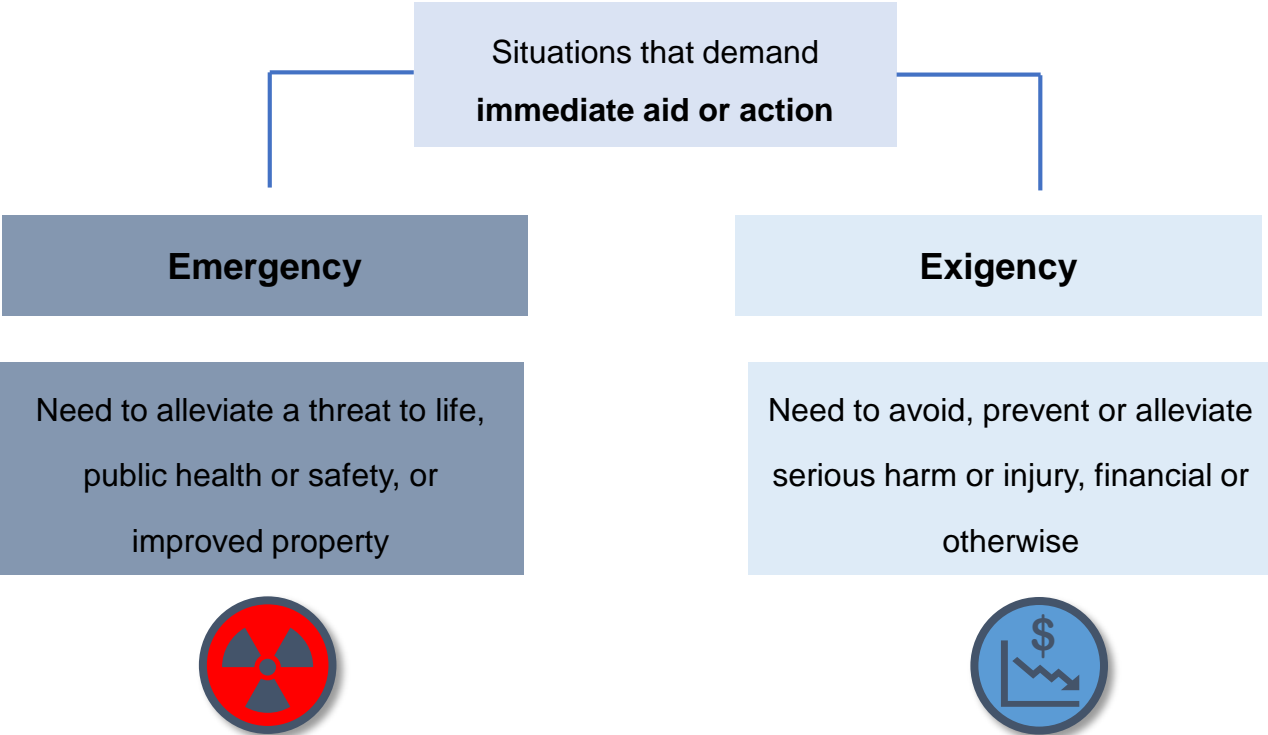 Situations that demand
immediate aid or action
Emergency
Exigency
Need to alleviate a threat to life,
public health or safety, or
improved property
Need to avoid, prevent or alleviate
serious harm or injury, financial or
otherwise
$